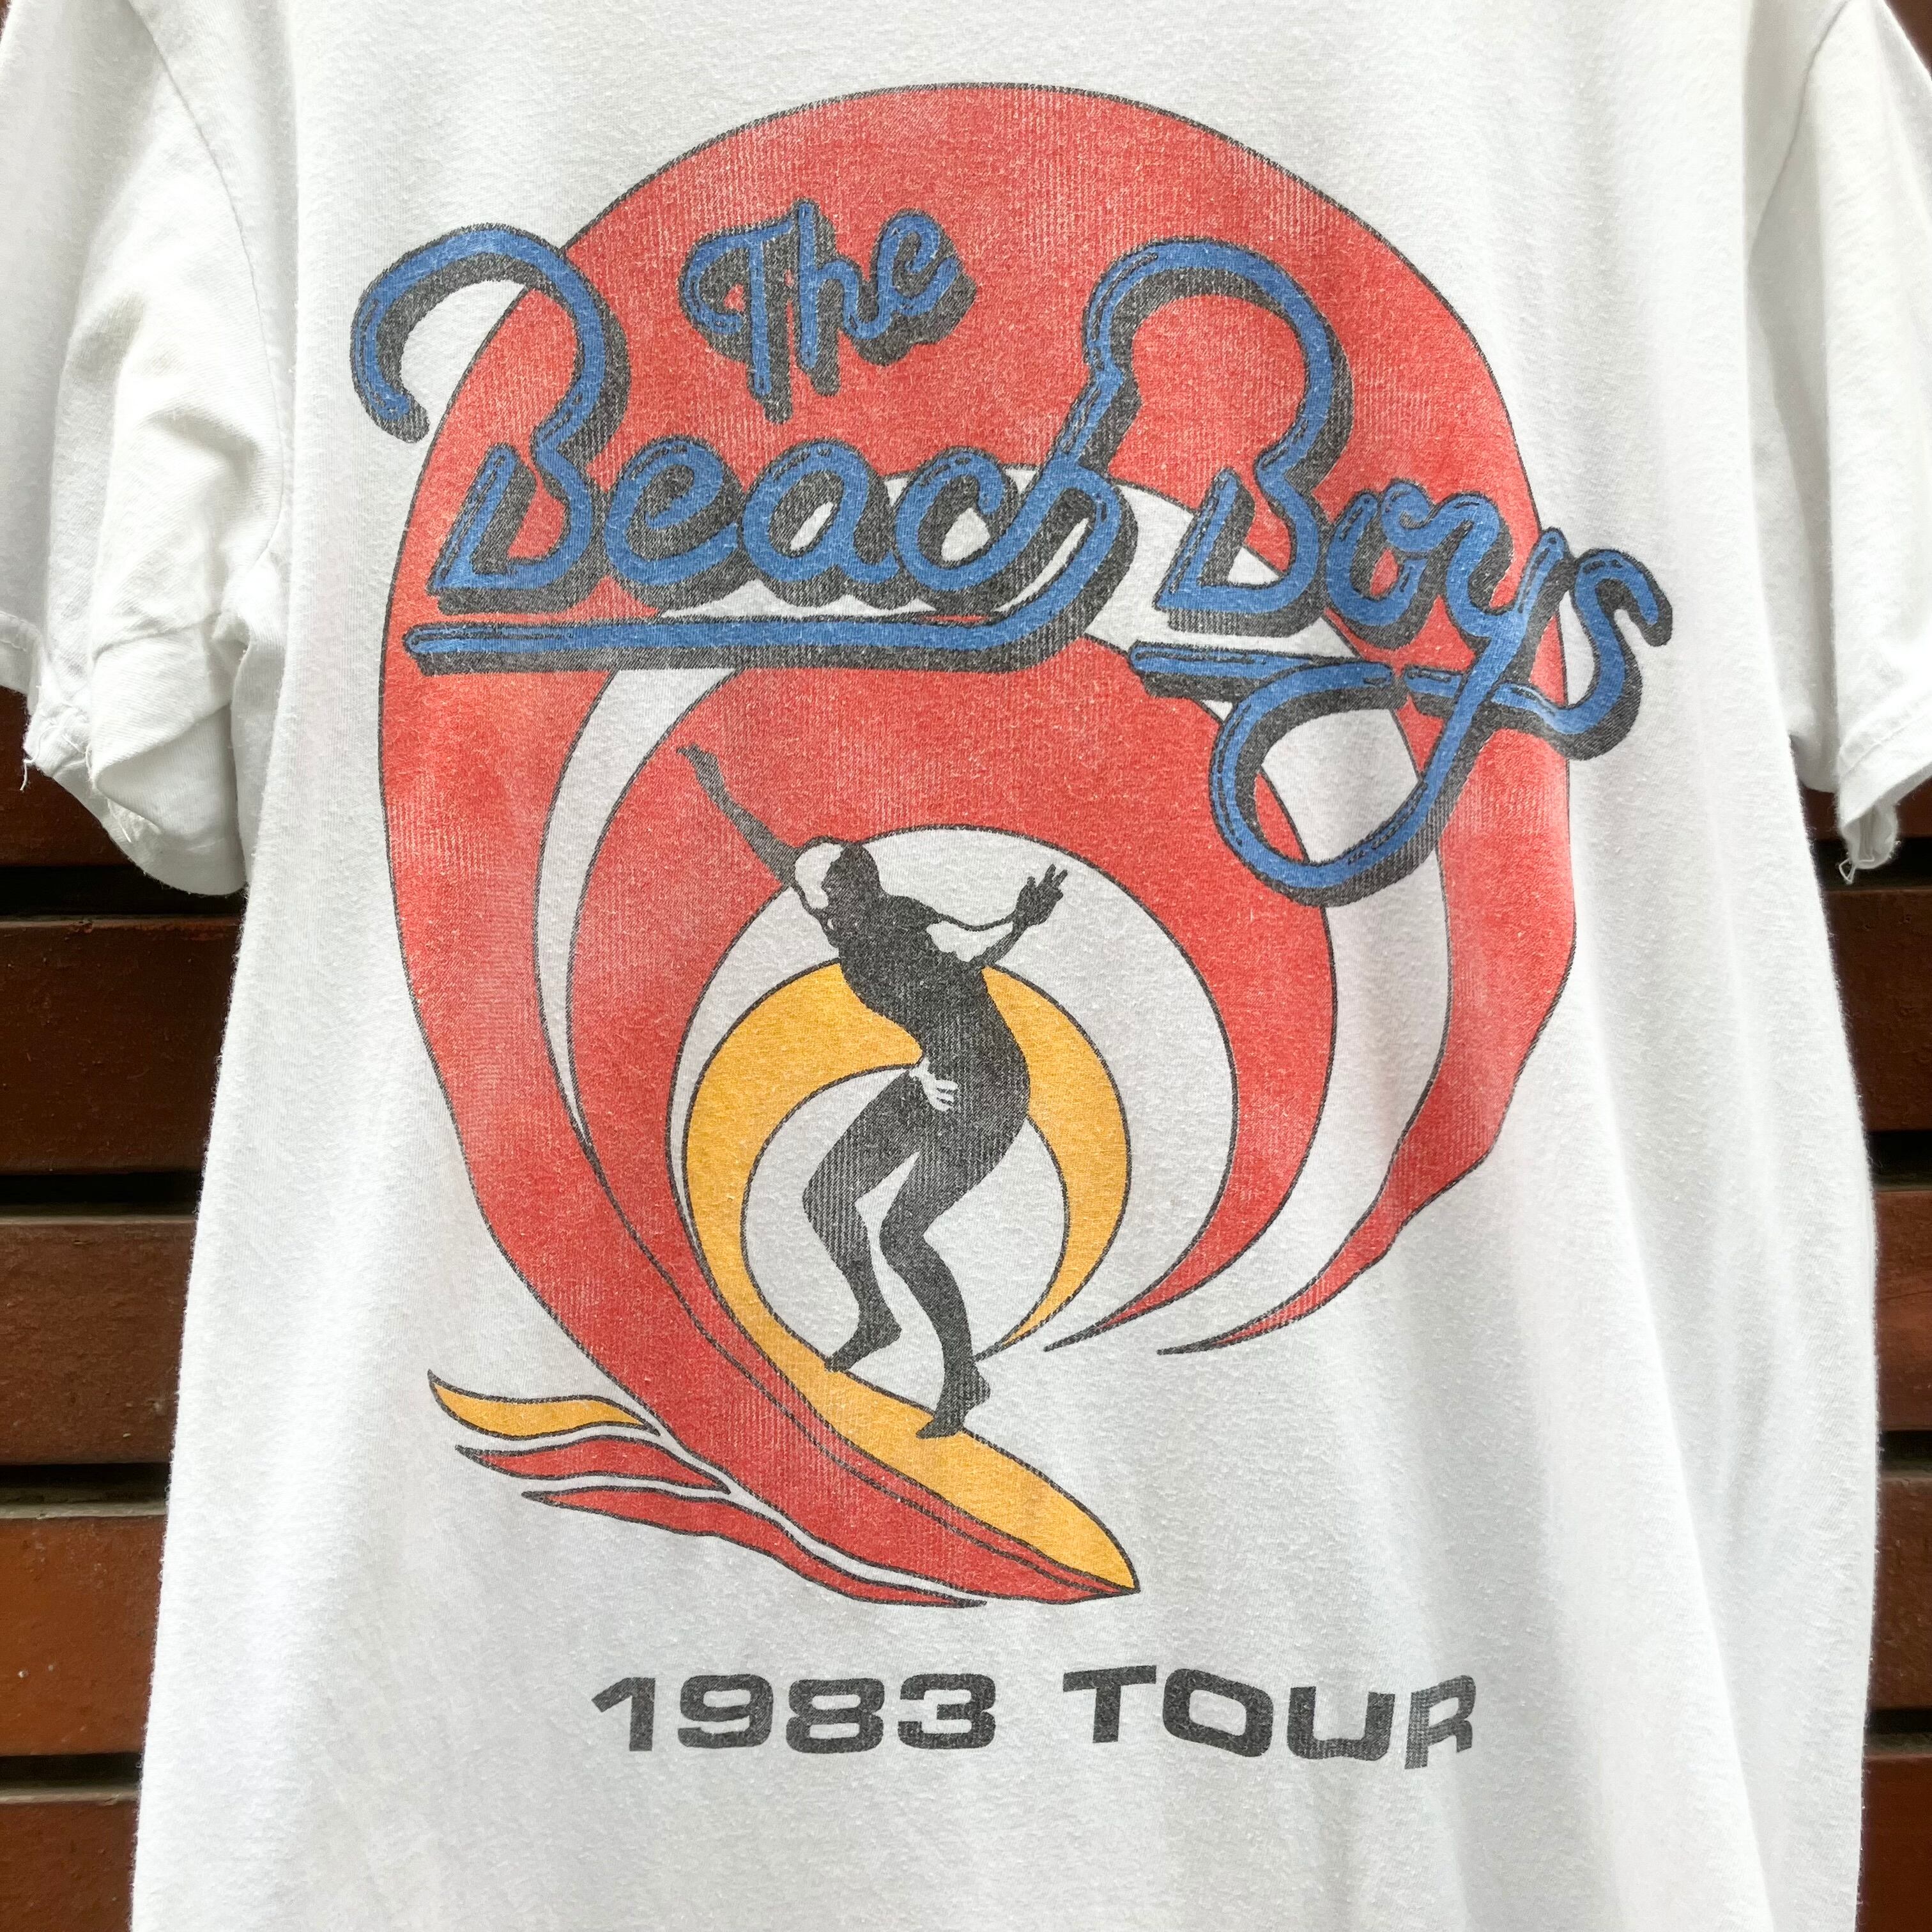 The
Beach Boys
1983 TOUR